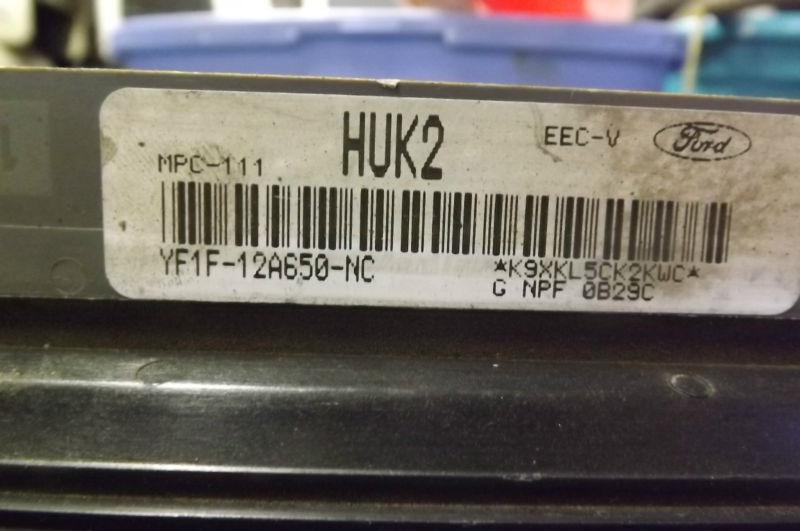 HUK2
EEC-V Ford
MPC-111
YF1F-12A650-NC
*K9XKL5CK2KWC*
G NPF 0B29C